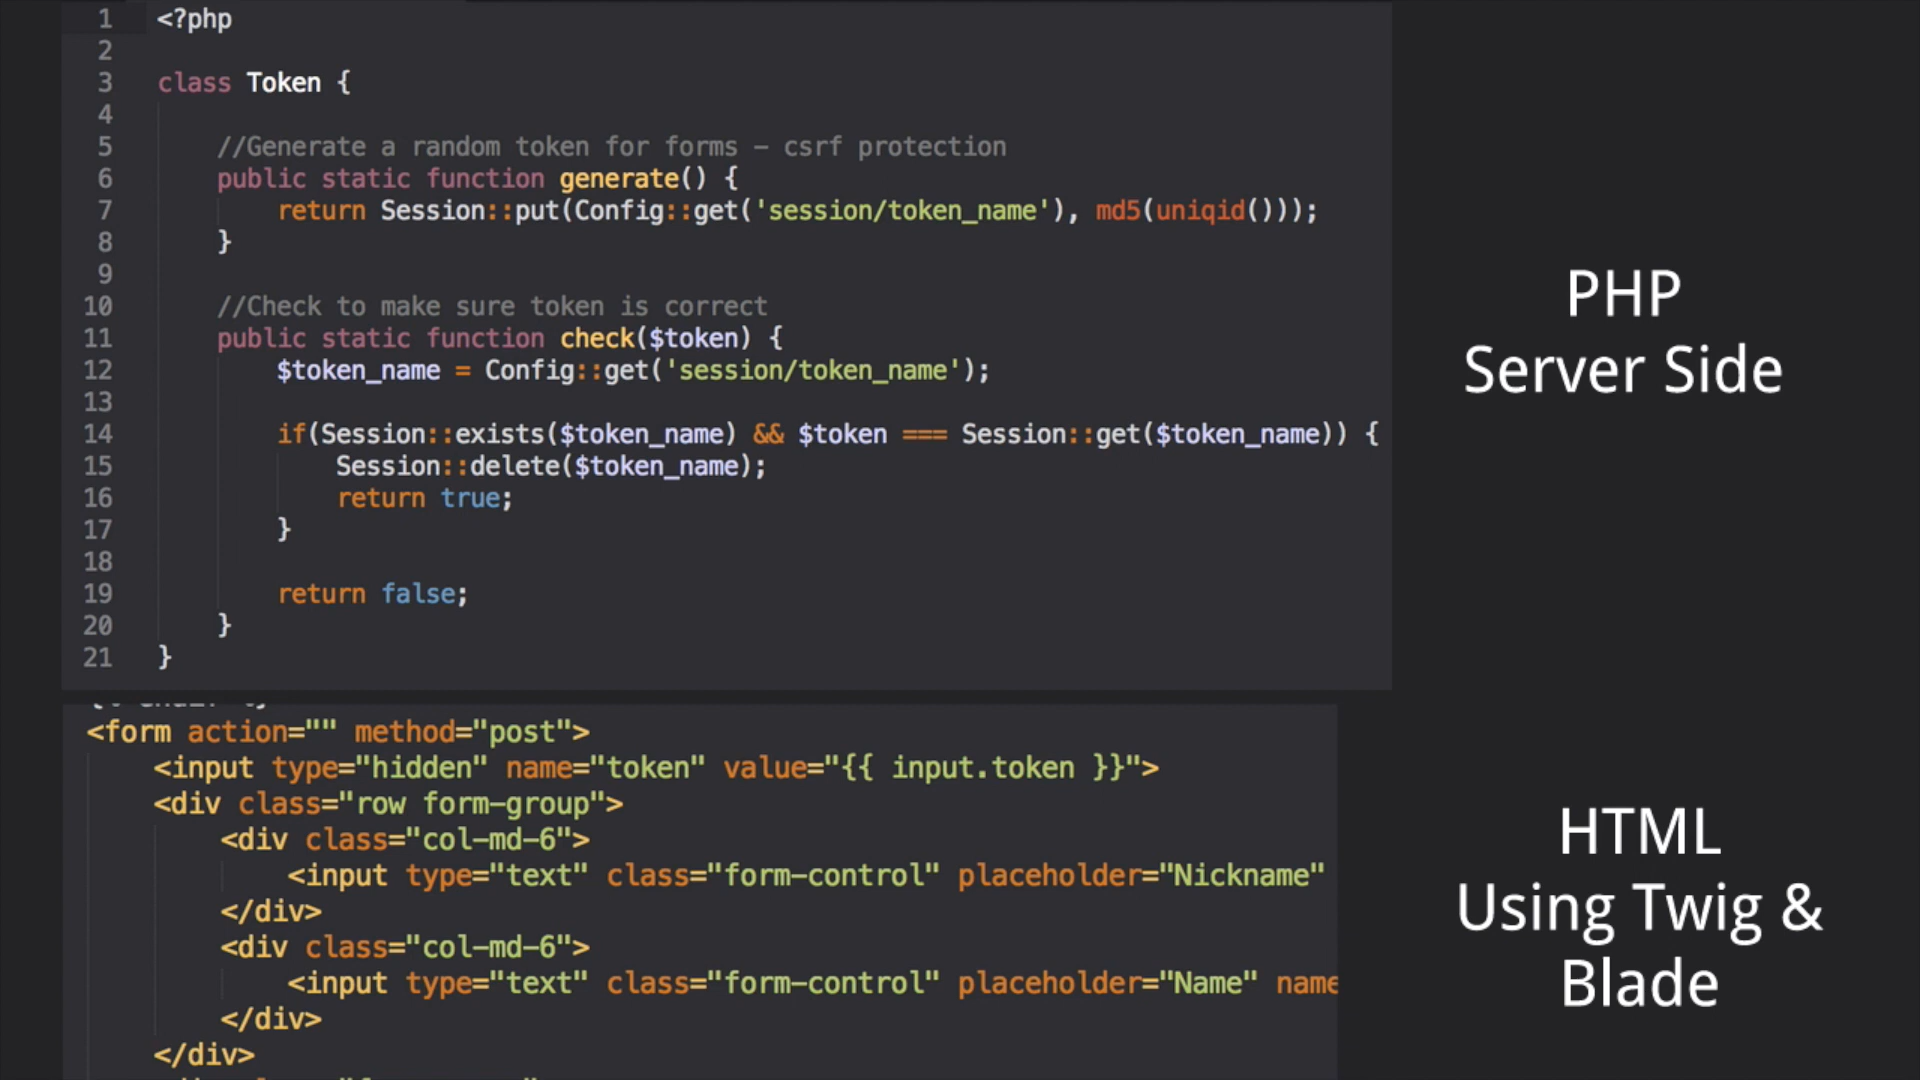 1 <?php
2
3 class Token {
4
5 //Generate a random token for forms - csrf protection
6 public static function generate() {
7 return Session::put(Config::get('session/token_name'), md5(uniqid()));
8 }
9
10 //Check to make sure token is correct
11 public static function check($token) {
12 $token_name = Config::get('session/token_name');
13
14 if(Session::exists($token_name) && $token === Session::get($token_name)) {
15 Session::delete($token_name);
16 return true;
17 }
18
19 return false;
20 }
21 }
PHP
Server Side
<form action="" method="post">
<input type="hidden" name="token" value="{{ input.token }}">
<div class="row form-group">
<div class="col-md-6">
<input type="text" class="form-control" placeholder="Nickname"
</div>
<div class="col-md-6">
<input type="text" class="form-control" placeholder="Name" name
</div>
</div>
HTML
Using Twig &
Blade